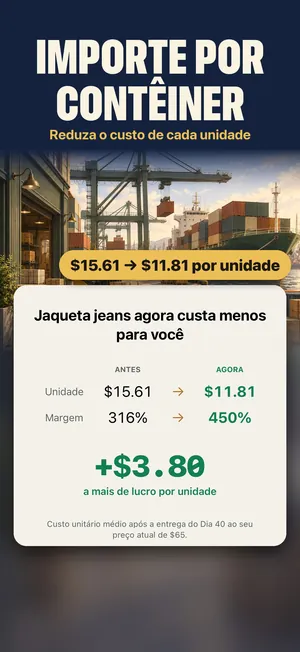 IMPORTE POR
CONTÊINER
Reduza o custo de cada unidade
$15.61 → $11.81 por unidade
Jaqueta jeans agora custa menos
para você
ANTES AGORA
Unidade $15.61 → $11.81
Margem 316% → 450%
+$3.80
a mais de lucro por unidade
Custo unitário médio após a entrega do Dia 40 ao seu
preço atual de $65.